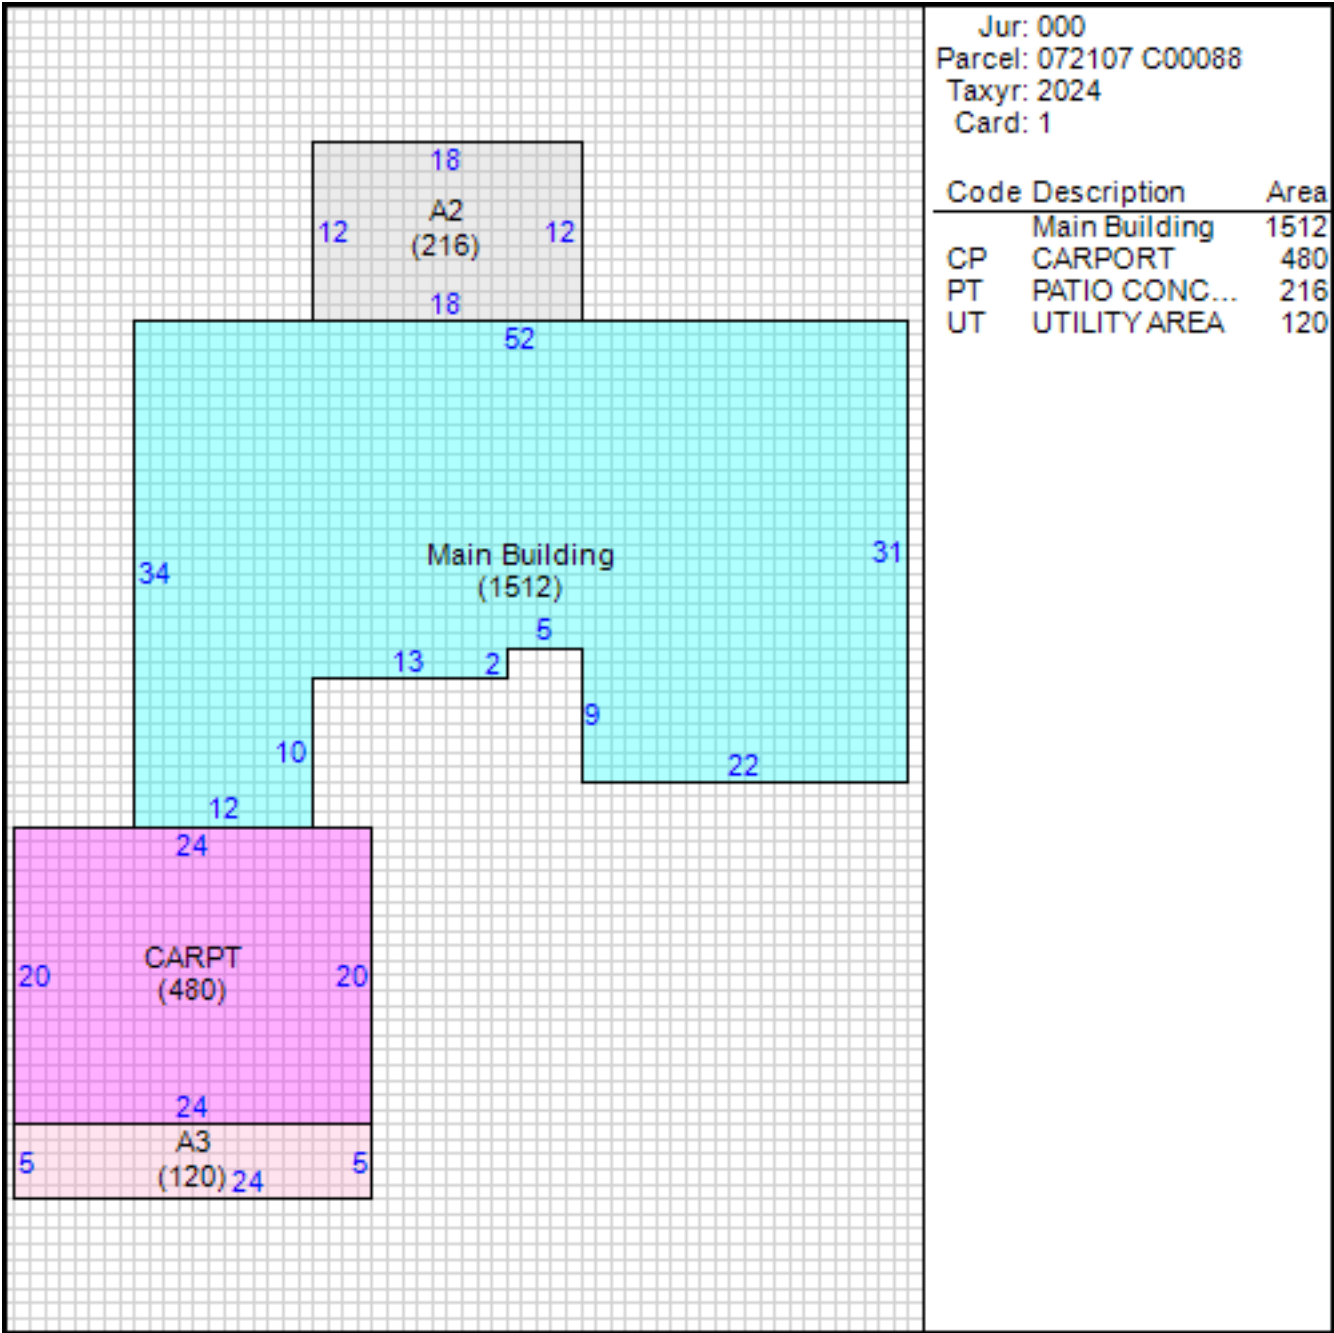 Jur: 000
Parcel: 072107 C00088
Taxyr: 2024
Card: 1
Code Description Area
Main Building 1512
CP CARPORT 480
PT PATIO CONC... 216
UT UTILITY AREA 120
18
A2
12 12
(216)
18
52
34
Main Building
31
(1512)
5
13 2
9
10
22
12
24
CARPT
20 20
(480)
24
A3
5 5
(120) 24